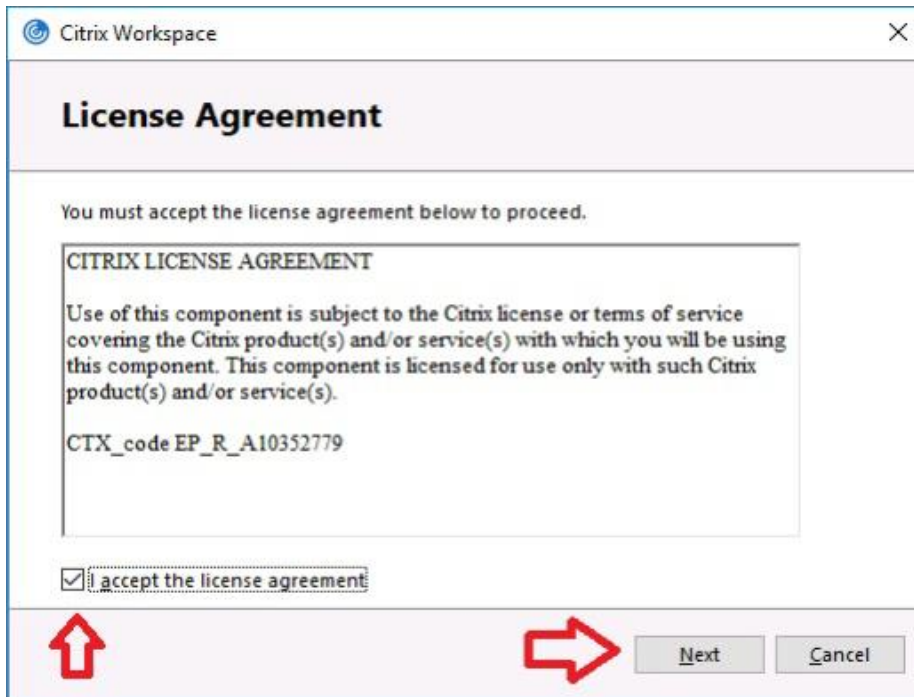 Citrix Workspace
License Agreement
You must accept the license agreement below to proceed.
CITRIX LICENSE AGREEMENT
Use of this component is subject to the Citrix license or terms of service
covering the Citrix product(s) and/or service(s) with which you will be using
this component. This component is licensed for use only with such Citrix
product(s) and/or service(s).
CTX_code EP_R_A10352779
I accept the license agreement
Next Cancel